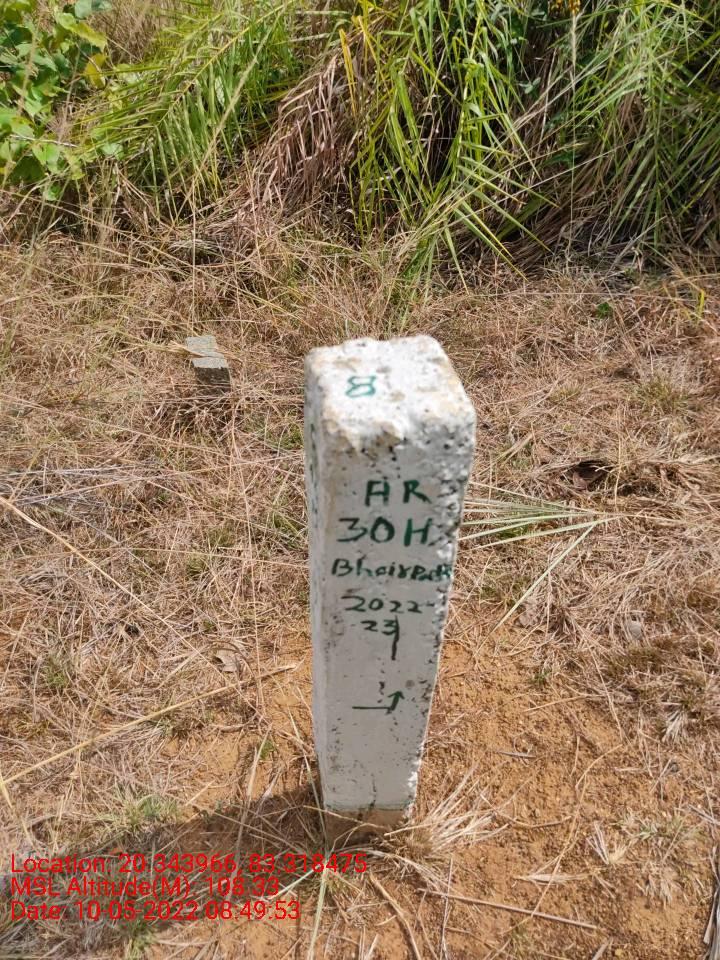 8
AR
30H
2022
23
Location: 20.343966, 83.318475
MSL Altitude(M), 108.33
Date: 10-05-2022 08:49:53